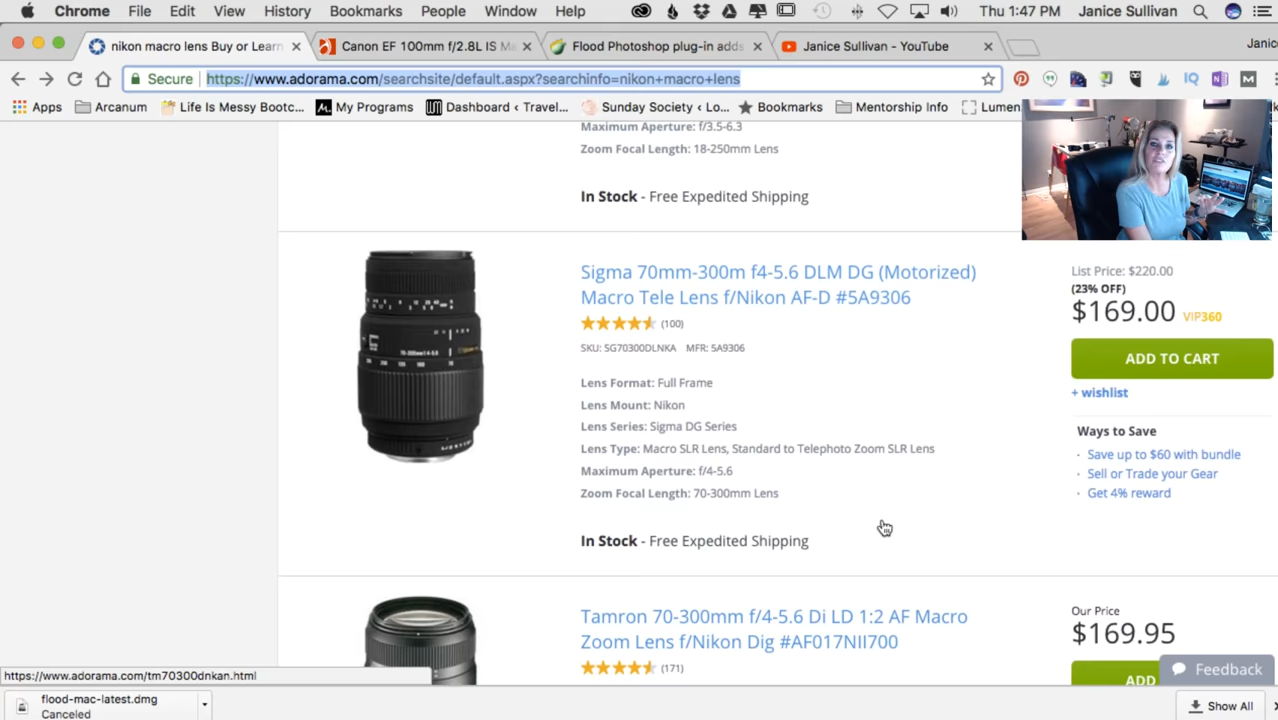 Chrome File Edit View History Bookmarks People Window Help Thu 1:47 PM Janice Sullivan
nikon macro lens Buy or Learn Canon EF 100mm f/2.8L IS M Flood Photoshop plug-in adds Janice Sullivan - YouTube Janic
Secure https://www.adorama.com/searchsite/default.aspx?searchinfo=nikon+macro+lens
Apps Arcanum Life Is Messy Bootc... My Programs Dashboard ‹ Travel... Sunday Society ‹ Lo... Bookmarks Mentorship Info Lumen
Maximum Aperture: f/3.5-6.3
Zoom Focal Length: 18-250mm Lens
In Stock - Free Expedited Shipping
Sigma 70mm-300m f4-5.6 DLM DG (Motorized)
Macro Tele Lens f/Nikon AF-D #5A9306
(100)
SKU: SG70300DLNKA MFR: 5A9306
Lens Format: Full Frame
Lens Mount: Nikon
Lens Series: Sigma DG Series
Lens Type: Macro SLR Lens, Standard to Telephoto Zoom SLR Lens
Maximum Aperture: f/4-5.6
Zoom Focal Length: 70-300mm Lens
In Stock - Free Expedited Shipping
List Price: $220.00
(23% OFF)
$169.00 VIP360
ADD TO CART
+ wishlist
Ways to Save
· Save up to $60 with bundle
· Sell or Trade your Gear
· Get 4% reward
Tamron 70-300mm f/4-5.6 Di LD 1:2 AF Macro
Zoom Lens f/Nikon Dig #AF017NII700
(171)
Our Price
$169.95
ADD
Feedback
https://www.adorama.com/tm70300dnkan.html
flood-mac-latest.dmg
Canceled
Show All